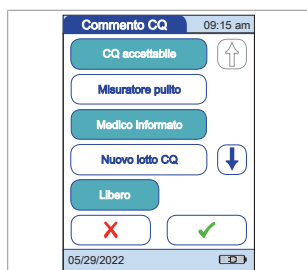 Commento CQ 09:15 am
CQ accettabile
Misuratore pulito
Medico informato
Nuovo lotto CQ
Libero
05/29/2022